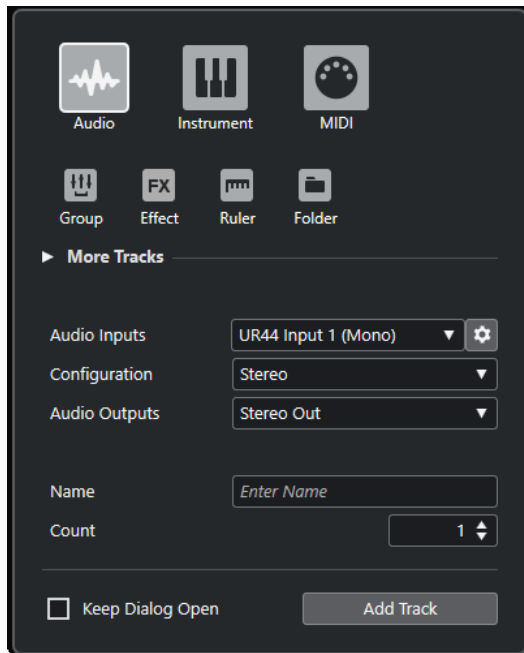 Audio Instrument MIDI
FX
Group Effect Ruler Folder
More Tracks
Audio Inputs UR44 Input 1 (Mono)
Configuration Stereo
Audio Outputs Stereo Out
Name Enter Name
Count 1
Keep Dialog Open Add Track